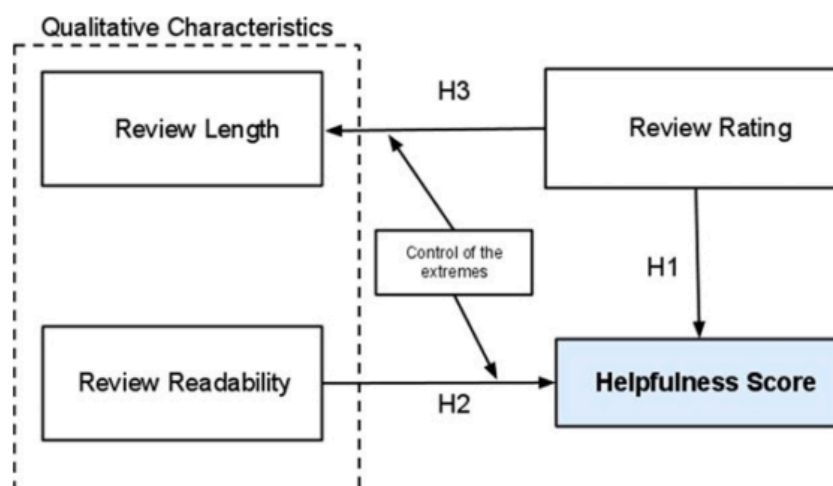 Qualitative Characteristics
Review Length
H3
Review Rating
Control of the
extremes
H1
Review Readability
H2
Helpfulness Score